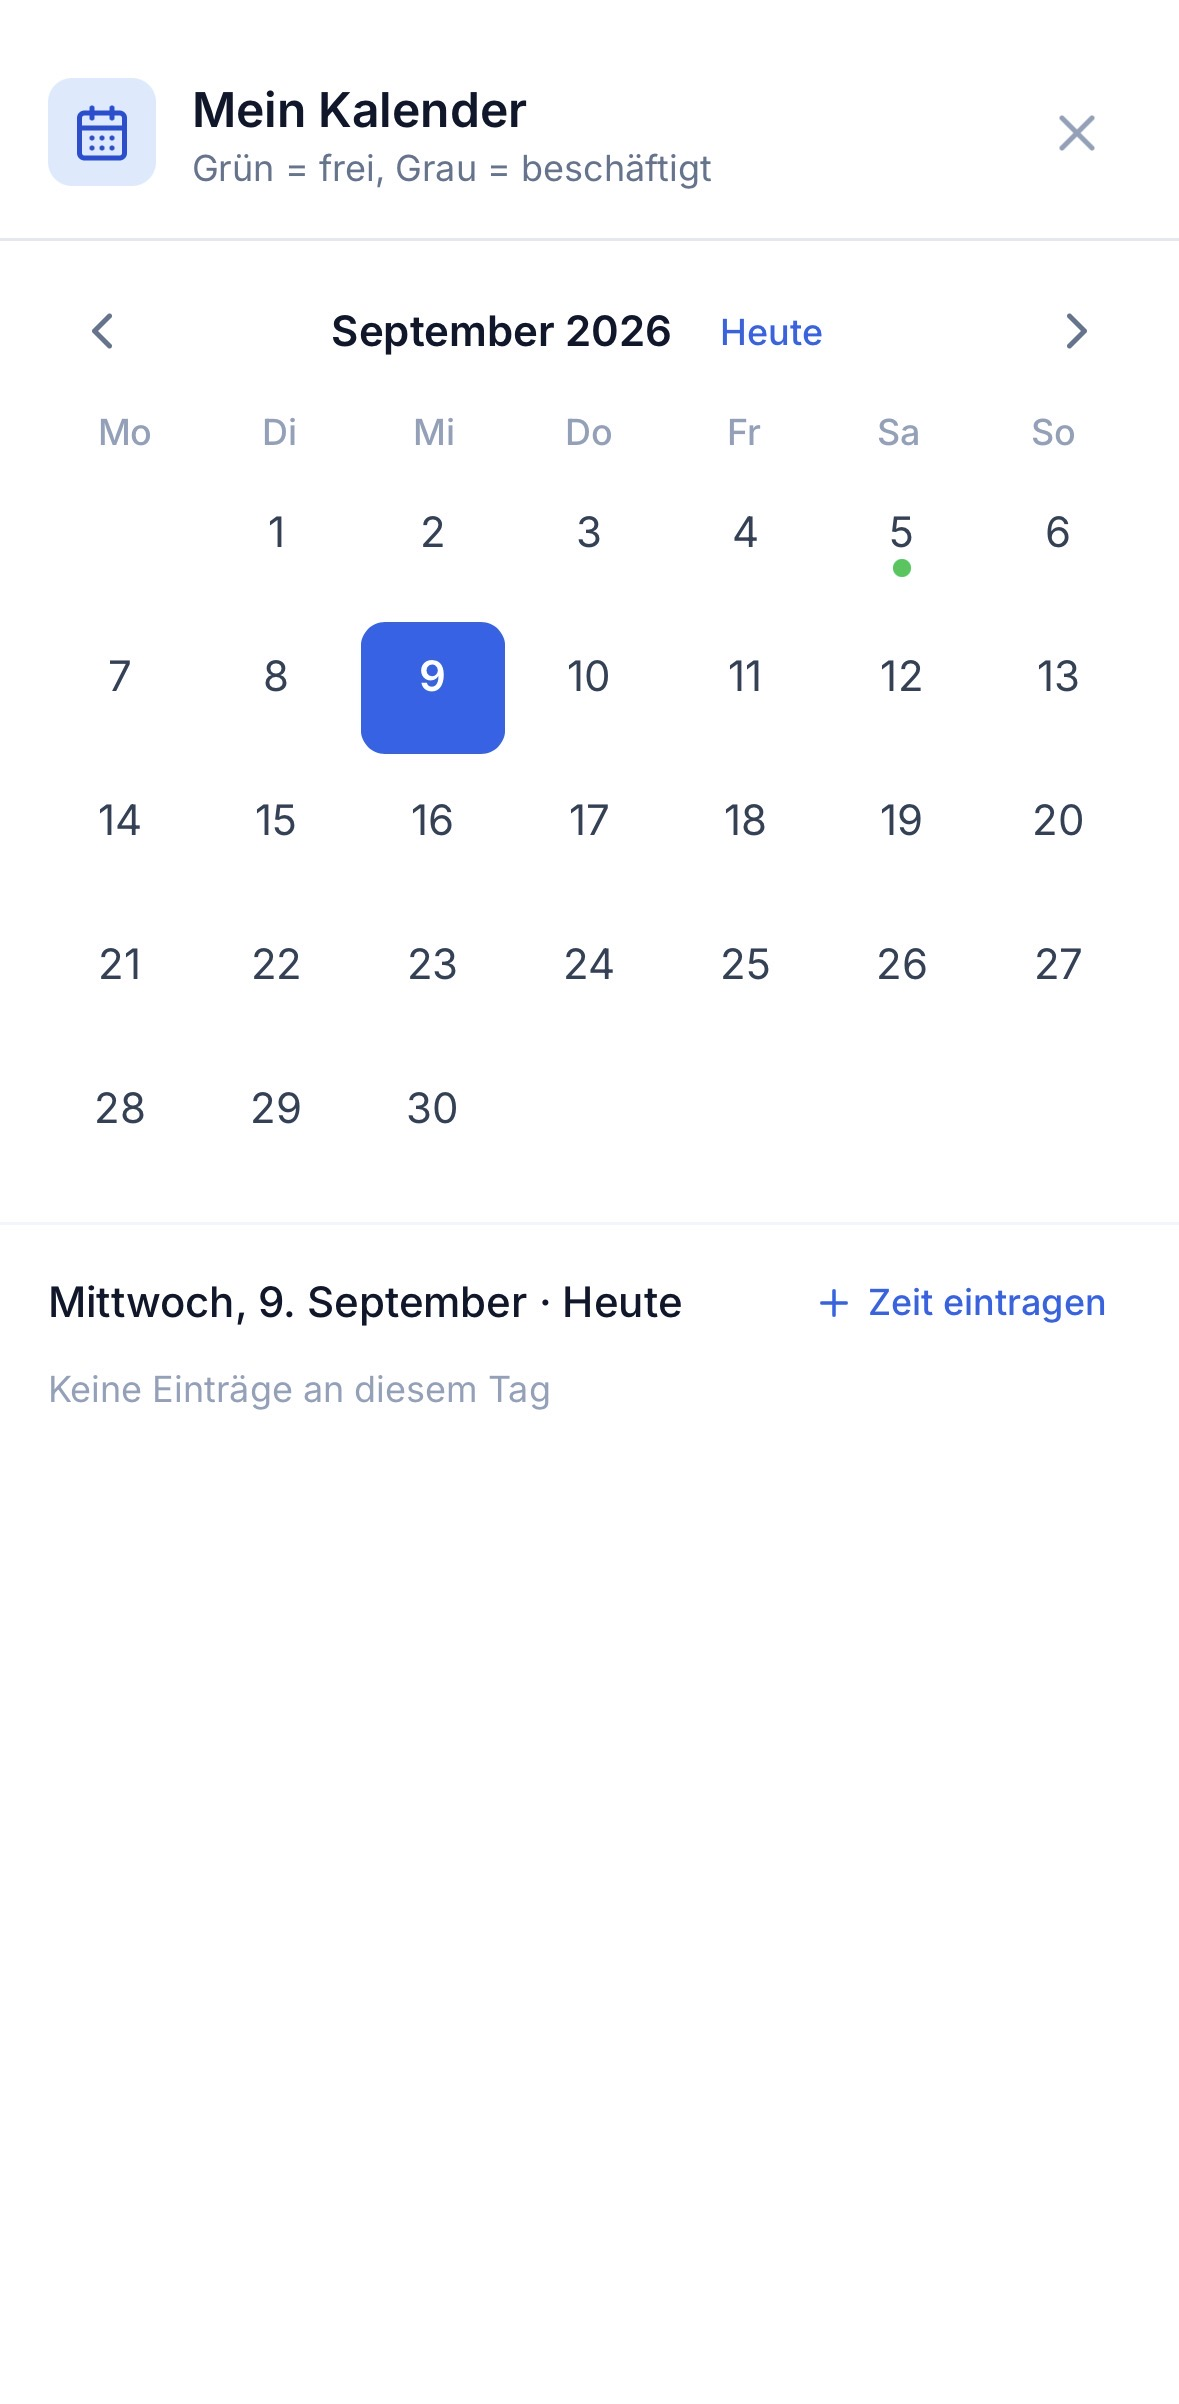 Mein Kalender
Grün = frei, Grau = beschäftigt
September 2026 Heute
Mo Di Mi Do Fr Sa So
1 2 3 4 5 6
7 8 9 10 11 12 13
14 15 16 17 18 19 20
21 22 23 24 25 26 27
28 29 30
Mittwoch, 9. September · Heute + Zeit eintragen
Keine Einträge an diesem Tag